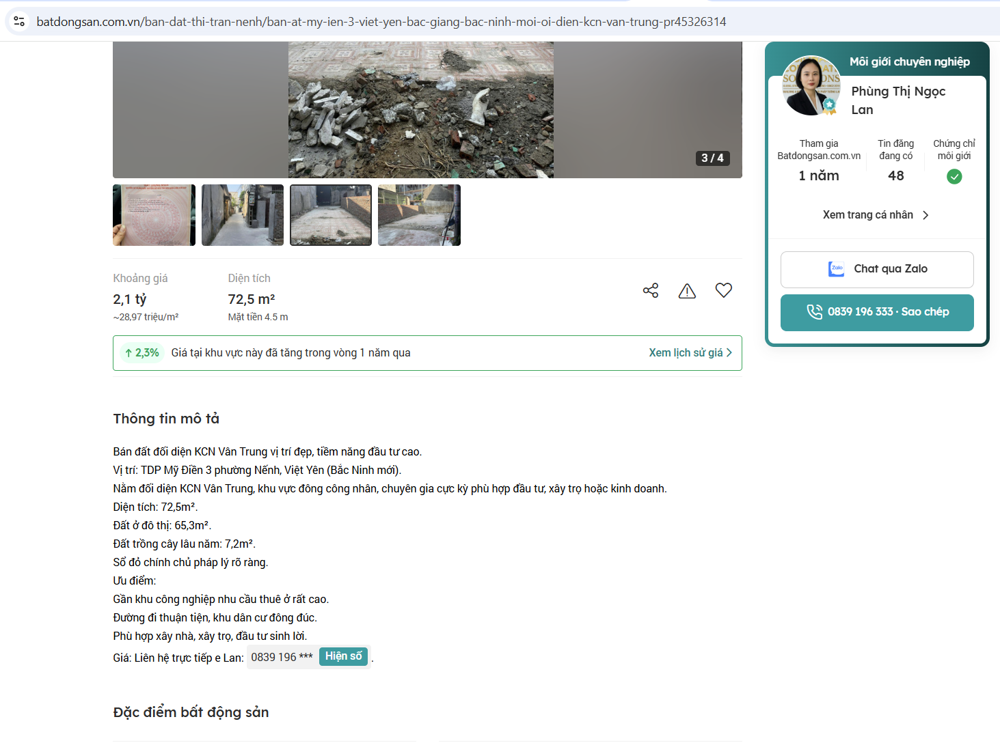 batdongsan.com.vn/ban-dat-thi-tran-nenh/ban-at-my-ien-3-viet-yen-bac-giang-bac-ninh-moi-oi-dien-kcn-van-trung-pr45326314
3 / 4
Khoảng giá
2,1 tỷ
~28,97 triệu/m²
Diện tích
72,5 m²
Mặt tiền 4.5 m
2,3%
Giá tại khu vực này đã tăng trong vòng 1 năm qua
Xem lịch sử giá
Thông tin mô tả
Bán đất đối diện KCN Vân Trung vị trí đẹp, tiềm năng đầu tư cao.
Vị trí: TDP Mỹ Điền 3 phường Nếnh, Việt Yên (Bắc Ninh mới).
Nằm đối diện KCN Vân Trung, khu vực đông công nhân, chuyên gia cực kỳ phù hợp đầu tư, xây trọ hoặc kinh doanh.
Diện tích: 72,5m².
Đất ở đô thị: 65,3m².
Đất trồng cây lâu năm: 7,2m².
Sổ đỏ chính chủ pháp lý rõ ràng.
Ưu điểm:
Gần khu công nghiệp nhu cầu thuê ở rất cao.
Đường đi thuận tiện, khu dân cư đông đúc.
Phù hợp xây nhà, xây trọ, đầu tư sinh lời.
Giá: Liên hệ trực tiếp e Lan: 0839 196 *** Hiện số .
Đặc điểm bất động sản
Môi giới chuyên nghiệp
Phùng Thị Ngọc
Lan
Tham gia
Batdongsan.com.vn
1 năm
Tin đăng
đang có
48
Chứng chỉ
môi giới
Xem trang cá nhân
Zalo
Chat qua Zalo
0839 196 333 · Sao chép